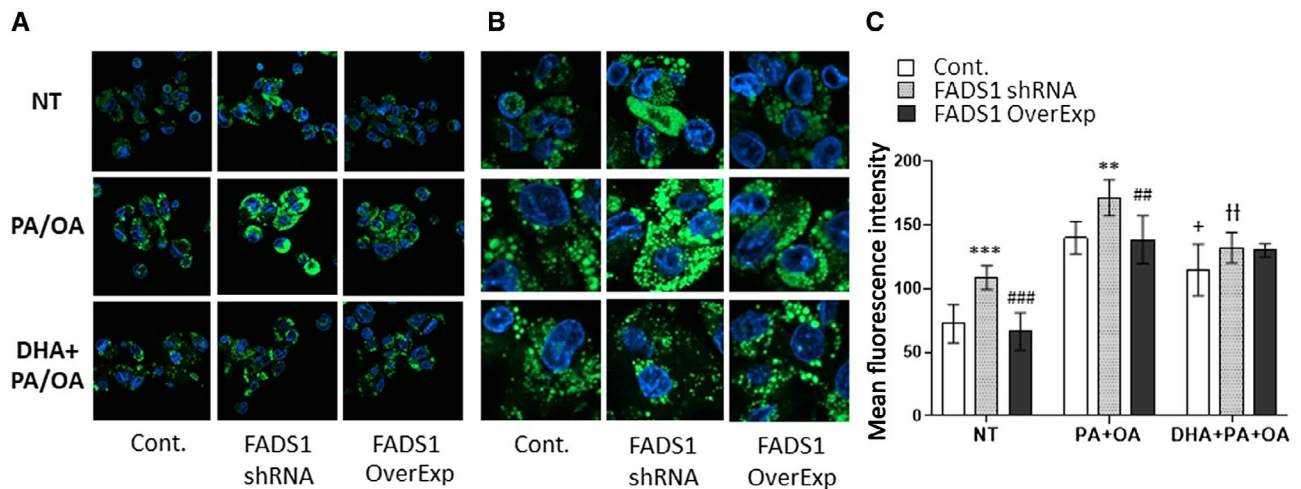 A
B
C
NT
PA/OA
DHA+
PA/OA
Cont.
FADS1
shRNA
FADS1
OverExp
Cont.
FADS1
shRNA
FADS1
OverExp
Cont.
FADS1 shRNA
FADS1 OverExp
Mean fluorescence intensity
200
150
100
50
0
***
###
**
##
+
††
NT
PA+OA
DHA+PA+OA